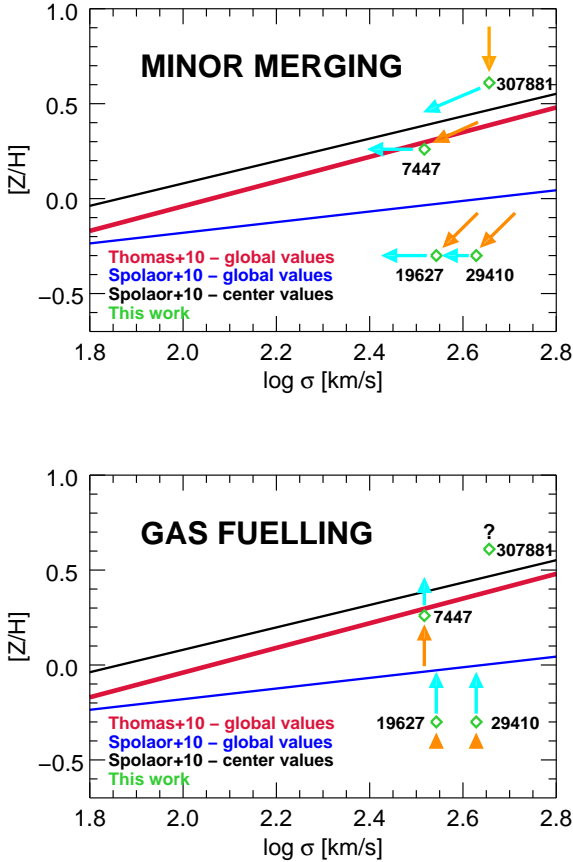 MINOR MERGING
1.0
0.5
0.0
−0.5
[Z/H]
307881
7447
19627
29410
Thomas+10 − global values
Spolaor+10 − global values
Spolaor+10 − center values
This work
1.8 2.0 2.2 2.4 2.6 2.8
log σ [km/s]
GAS FUELLING
1.0
0.5
0.0
−0.5
[Z/H]
?
307881
7447
19627
29410
Thomas+10 − global values
Spolaor+10 − global values
Spolaor+10 − center values
This work
1.8 2.0 2.2 2.4 2.6 2.8
log σ [km/s]